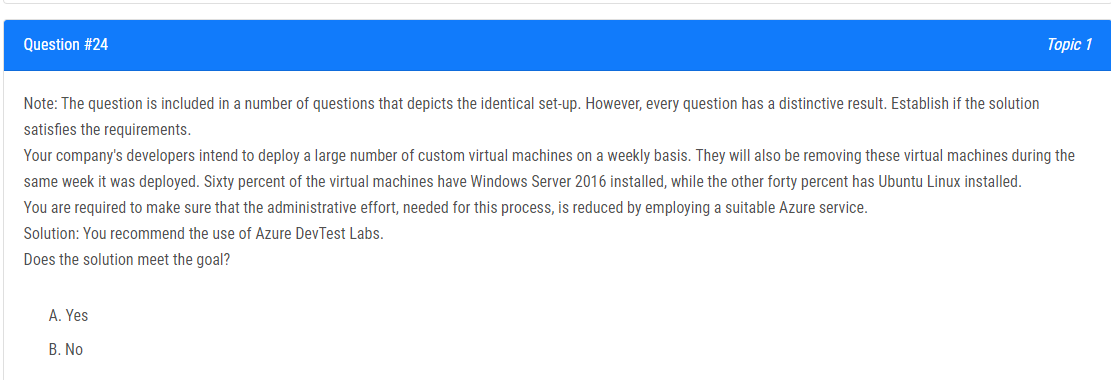 Question #24
Topic 1
Note: The question is included in a number of questions that depicts the identical set-up. However, every question has a distinctive result. Establish if the solution
satisfies the requirements.
Your company's developers intend to deploy a large number of custom virtual machines on a weekly basis. They will also be removing these virtual machines during the
same week it was deployed. Sixty percent of the virtual machines have Windows Server 2016 installed, while the other forty percent has Ubuntu Linux installed.
You are required to make sure that the administrative effort, needed for this process, is reduced by employing a suitable Azure service.
Solution: You recommend the use of Azure DevTest Labs.
Does the solution meet the goal?
A. Yes
B. No